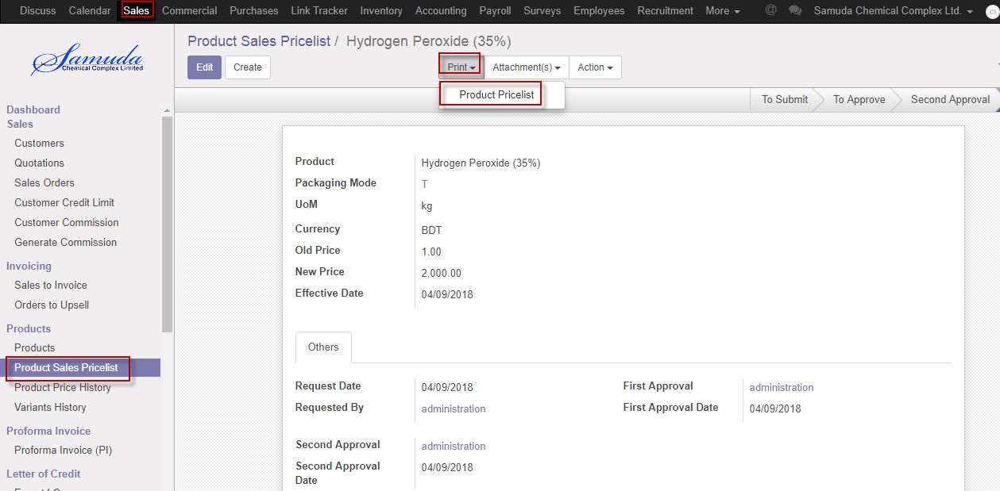 Discuss Calendar Sales Commercial Purchases Link Tracker Inventory Accounting Payroll Surveys Employees Recruitment More @ Samuda Chemical Complex Ltd.
Samuda
Chemical Complex Limited
Product Sales Pricelist / Hydrogen Peroxide (35%)
Edit Create Print Attachment(s) Action
Product Pricelist
To Submit To Approve Second Approval
Dashboard
Sales
Customers
Quotations
Sales Orders
Customer Credit Limit
Customer Commission
Generate Commission
Invoicing
Sales to Invoice
Orders to Upsell
Products
Products
Product Sales Pricelist
Product Price History
Variants History
Proforma Invoice
Proforma Invoice (PI)
Letter of Credit
Product Hydrogen Peroxide (35%)
Packaging Mode T
UoM kg
Currency BDT
Old Price 1.00
New Price 2,000.00
Effective Date 04/09/2018
Others
Request Date 04/09/2018 First Approval administration
Requested By administration First Approval Date 04/09/2018
Second Approval administration
Second Approval 04/09/2018
Date